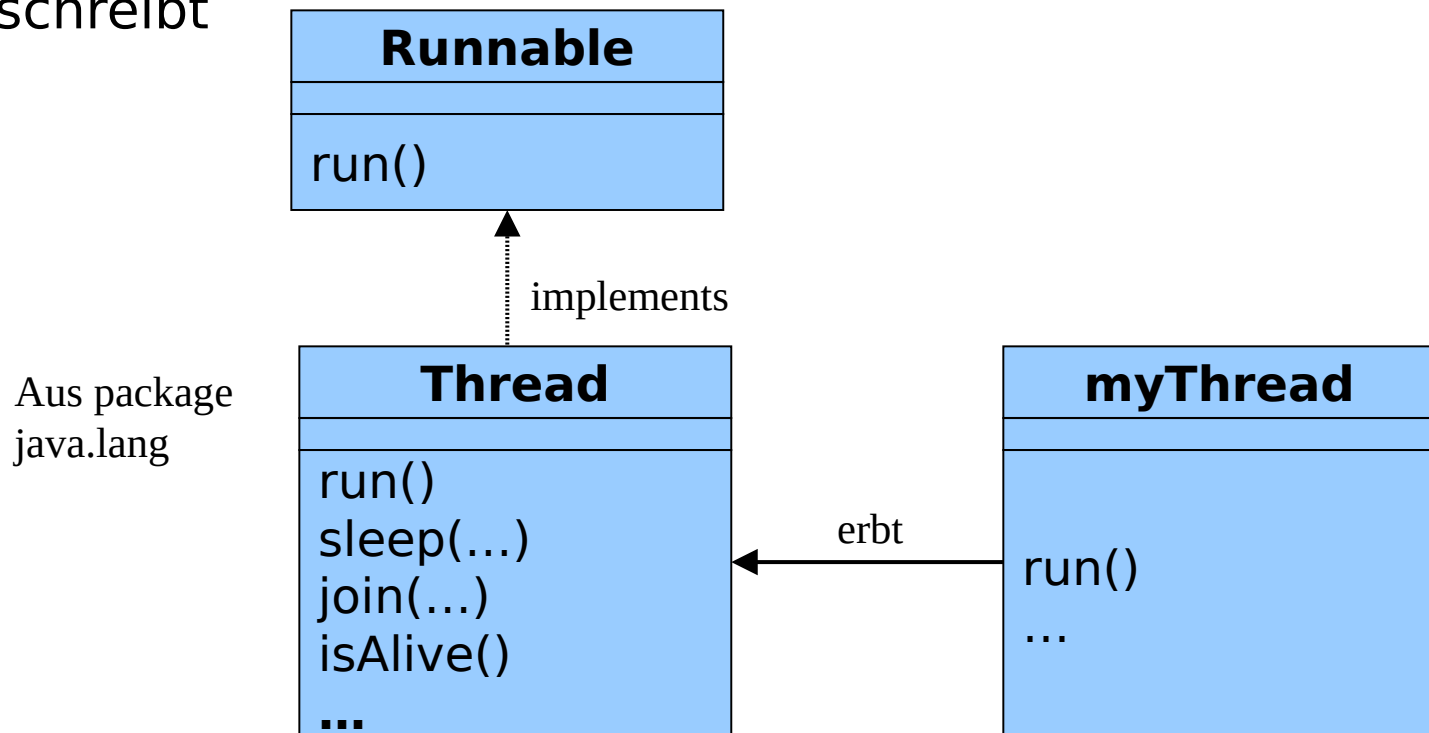 schreibt
Runnable
run()
implements
Aus package
java.lang
Thread
run()
sleep(...)
join(...)
isAlive()
...
erbt
myThread
run()
...